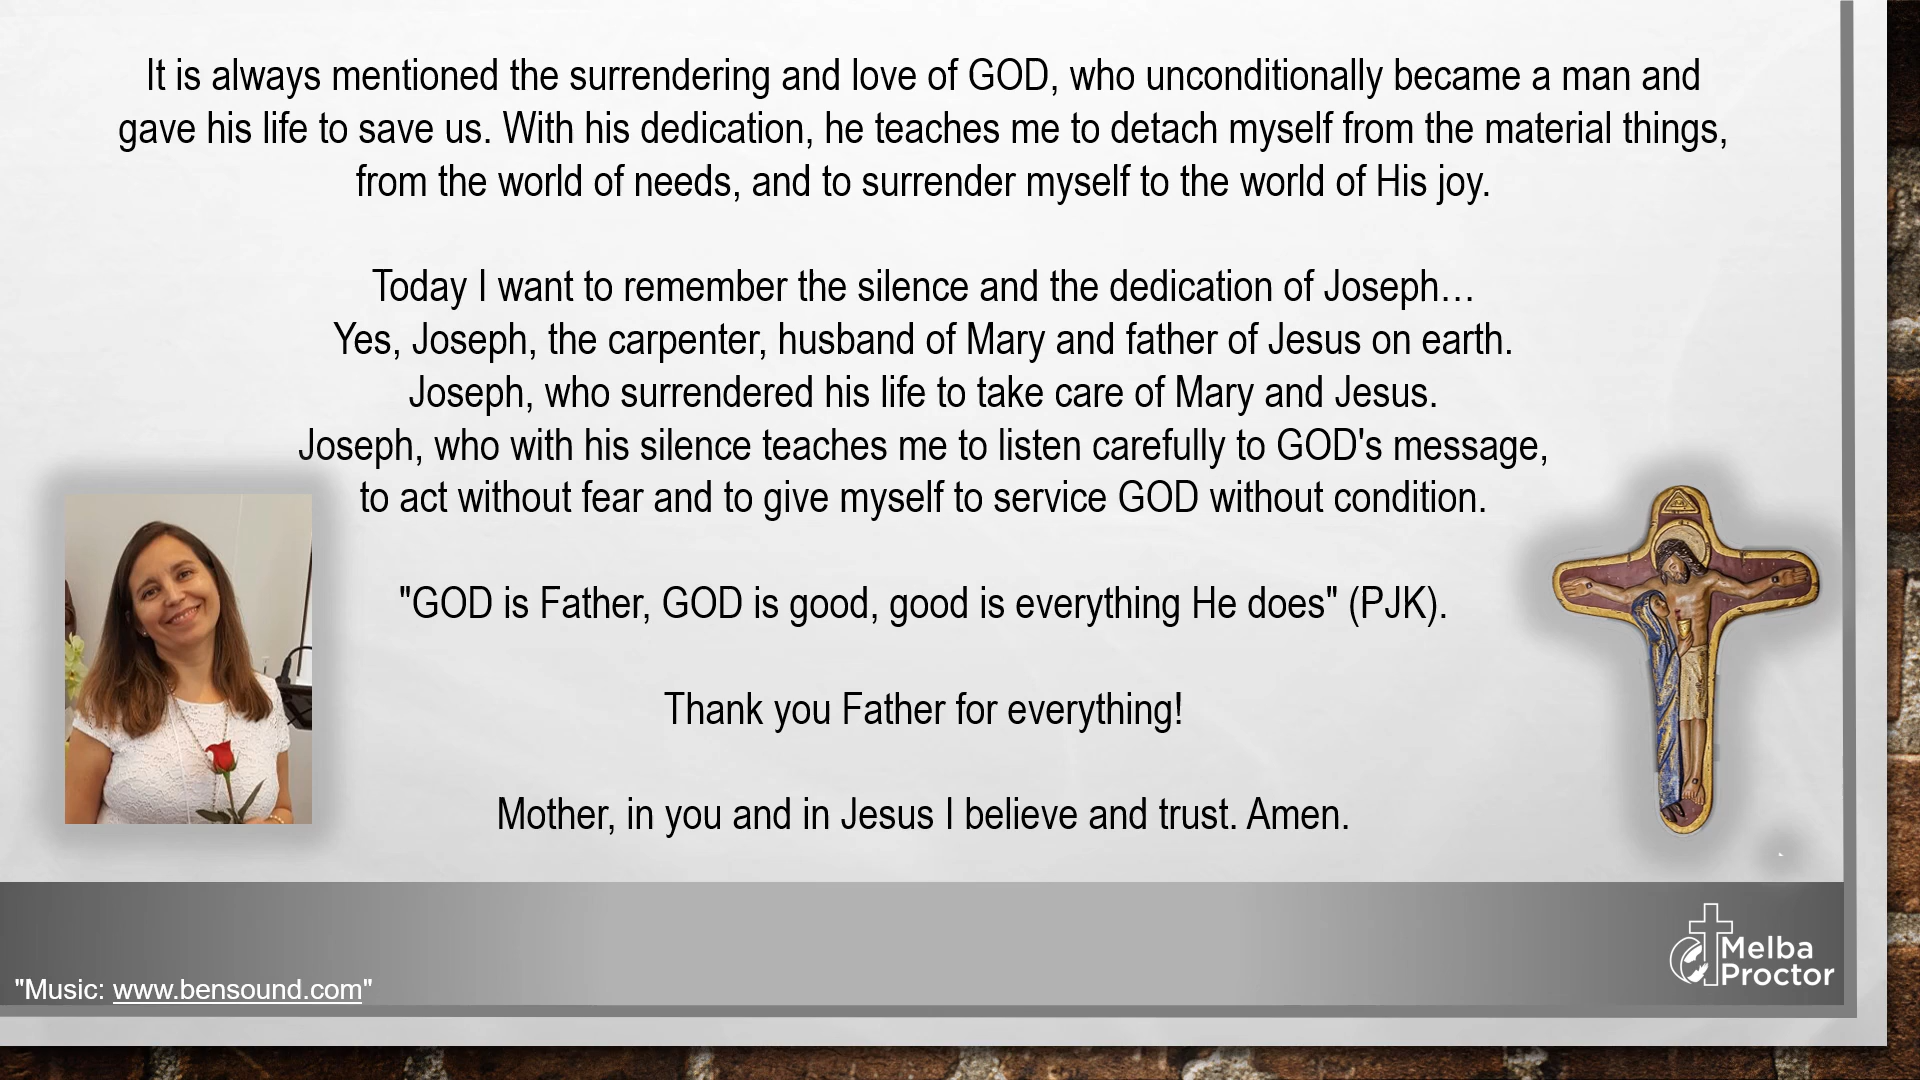 It is always mentioned the surrendering and love of GOD, who unconditionally became a man and
gave his life to save us. With his dedication, he teaches me to detach myself from the material things,
from the world of needs, and to surrender myself to the world of His joy.
Today I want to remember the silence and the dedication of Joseph…
Yes, Joseph, the carpenter, husband of Mary and father of Jesus on earth.
Joseph, who surrendered his life to take care of Mary and Jesus.
Joseph, who with his silence teaches me to listen carefully to GOD's message,
to act without fear and to give myself to service GOD without condition.
"GOD is Father, GOD is good, good is everything He does" (PJK).
Thank you Father for everything!
Mother, in you and in Jesus I believe and trust. Amen.
Melba
Proctor
"Music: www.bensound.com"